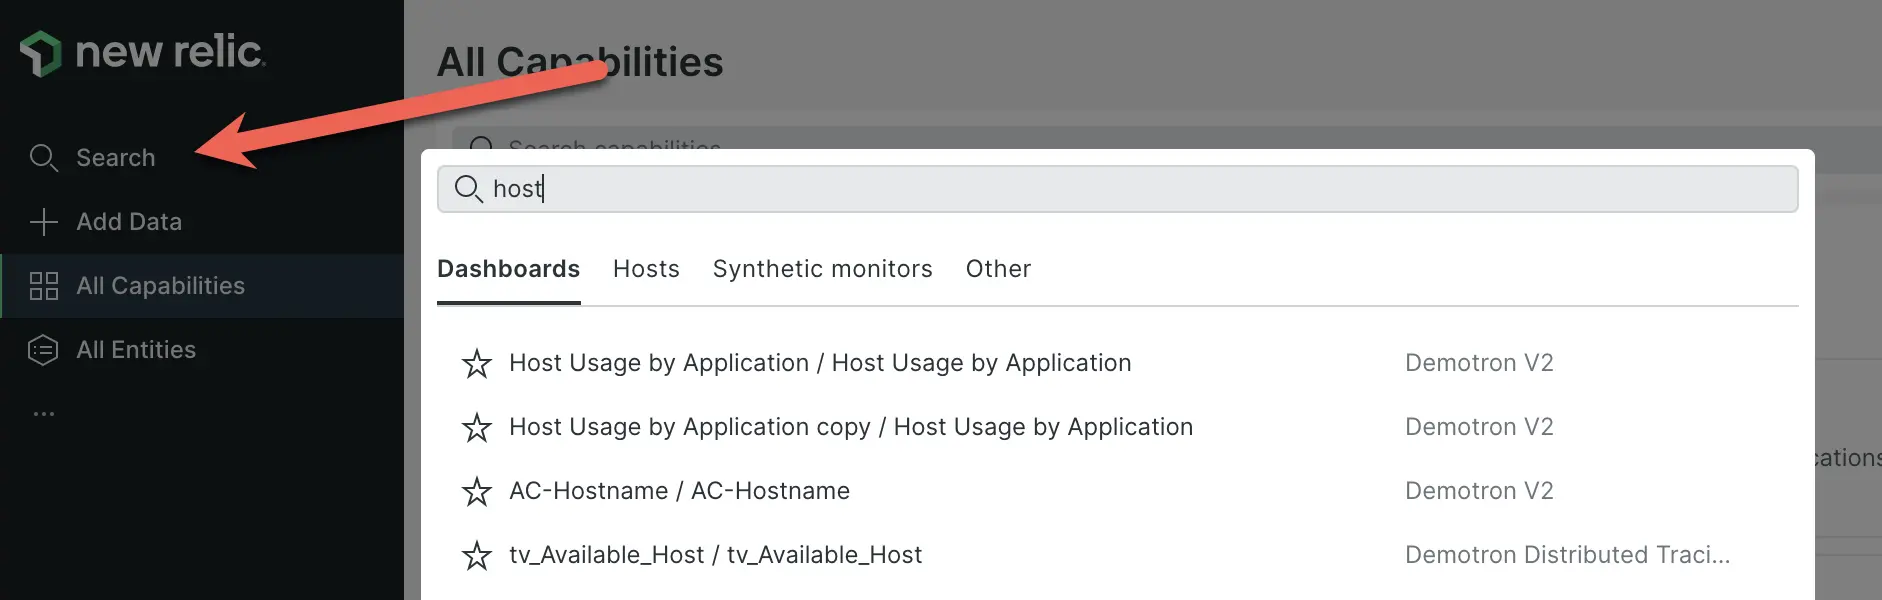 new relic.
Search
Add Data
All Capabilities
All Entities
...
All Capabilities
Search capabilities
host
Dashboards Hosts Synthetic monitors Other
Host Usage by Application / Host Usage by Application Demotron V2
Host Usage by Application copy / Host Usage by Application Demotron V2
AC-Hostname / AC-Hostname Demotron V2
tv_Available_Host / tv_Available_Host Demotron Distributed Traci...